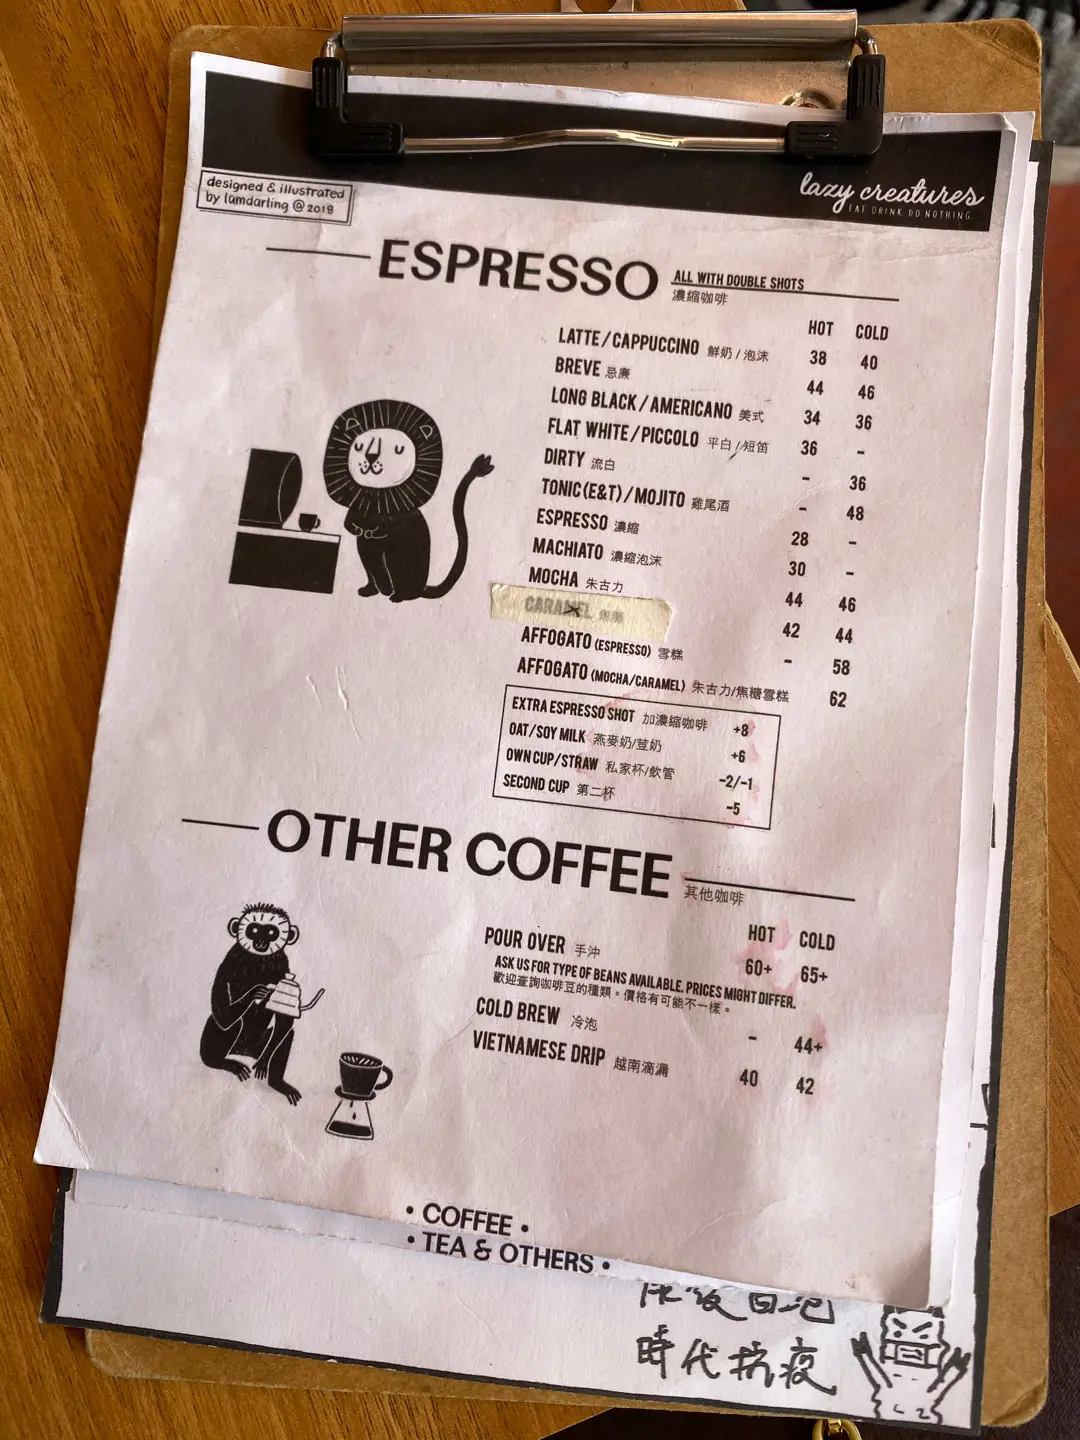 designed & illustrated
by lamdarling @ 2019
lazy creatures
EAT. DRINK. DO NOTHING.
ESPRESSO ALL WITH DOUBLE SHOTS
濃縮咖啡
HOT COLD
LATTE / CAPPUCCINO 鮮奶 / 泡沫 38 40
BREVE 忌廉 44 46
LONG BLACK / AMERICANO 美式 34 36
FLAT WHITE / PICCOLO 平白 / 短笛 36 -
DIRTY 流白 - 36
TONIC (E&T) / MOJITO 雞尾酒 - 48
ESPRESSO 濃縮 28 -
MACHIATO 濃縮泡沫 30 -
MOCHA 朱古力 44 46
CARAMEL 42 44
AFFOGATO (ESPRESSO) 雪糕 - 58
AFFOGATO (MOCHA/CARAMEL) 朱古力/焦糖雪糕 62
EXTRA ESPRESSO SHOT 加濃縮咖啡 +8
OAT/SOY MILK 燕麥奶/荳奶 +6
OWN CUP/STRAW 私家杯/飲管 -2/-1
SECOND CUP 第二杯 -5
OTHER COFFEE 其他咖啡
HOT COLD
POUR OVER 手沖 60+ 65+
ASK US FOR TYPE OF BEANS AVAILABLE. PRICES MIGHT DIFFER.
歡迎查詢咖啡豆的種類。價格有可能不一樣。
COLD BREW 冷泡 - 44+
VIETNAMESE DRIP 越南滴漏 40 42
• COFFEE •
• TEA & OTHERS •
時代抗疫